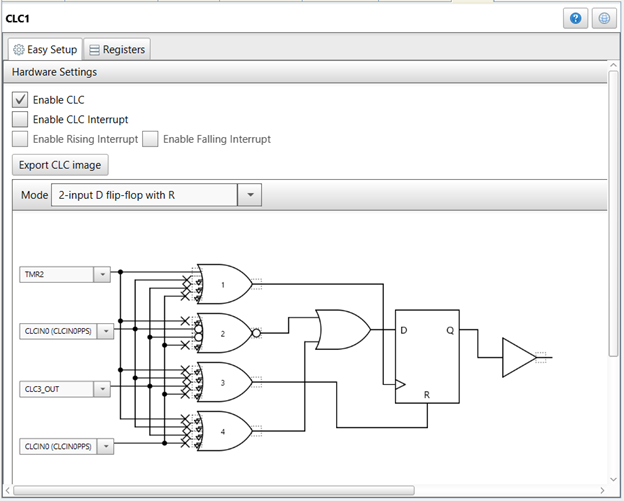 CLC1
Easy Setup Registers
Hardware Settings
Enable CLC
Enable CLC Interrupt
Enable Rising Interrupt Enable Falling Interrupt
Export CLC image
Mode 2-input D flip-flop with R
TMR2
1
CLCIN0 (CLCIN0PPS)
2
D Q
CLC3_OUT
3
R
4
CLCIN0 (CLCIN0PPS)